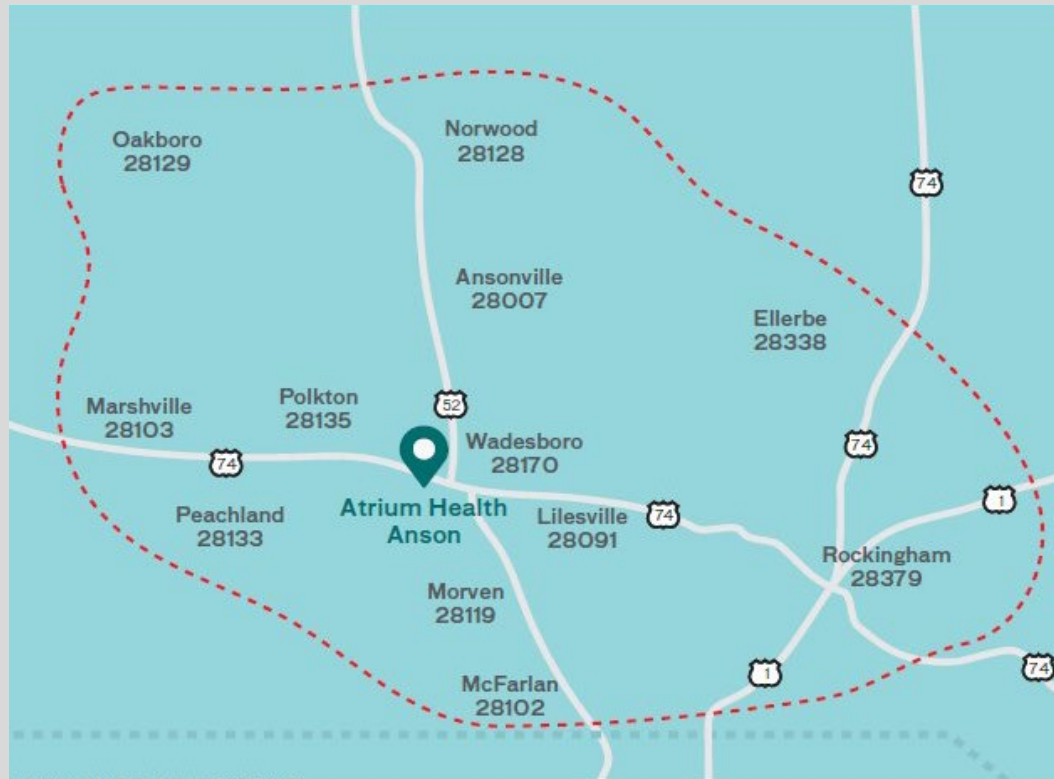 Oakboro
28129
Norwood
28128
74
Ansonville
28007
Ellerbe
28338
Marshville
28103
Polkton
28135
52
Wadesboro
28170
74
74
Atrium Health
Anson
Peachland
28133
Lilesville
28091
74
1
Rockingham
28379
Morven
28119
McFarlan
28102
1
74